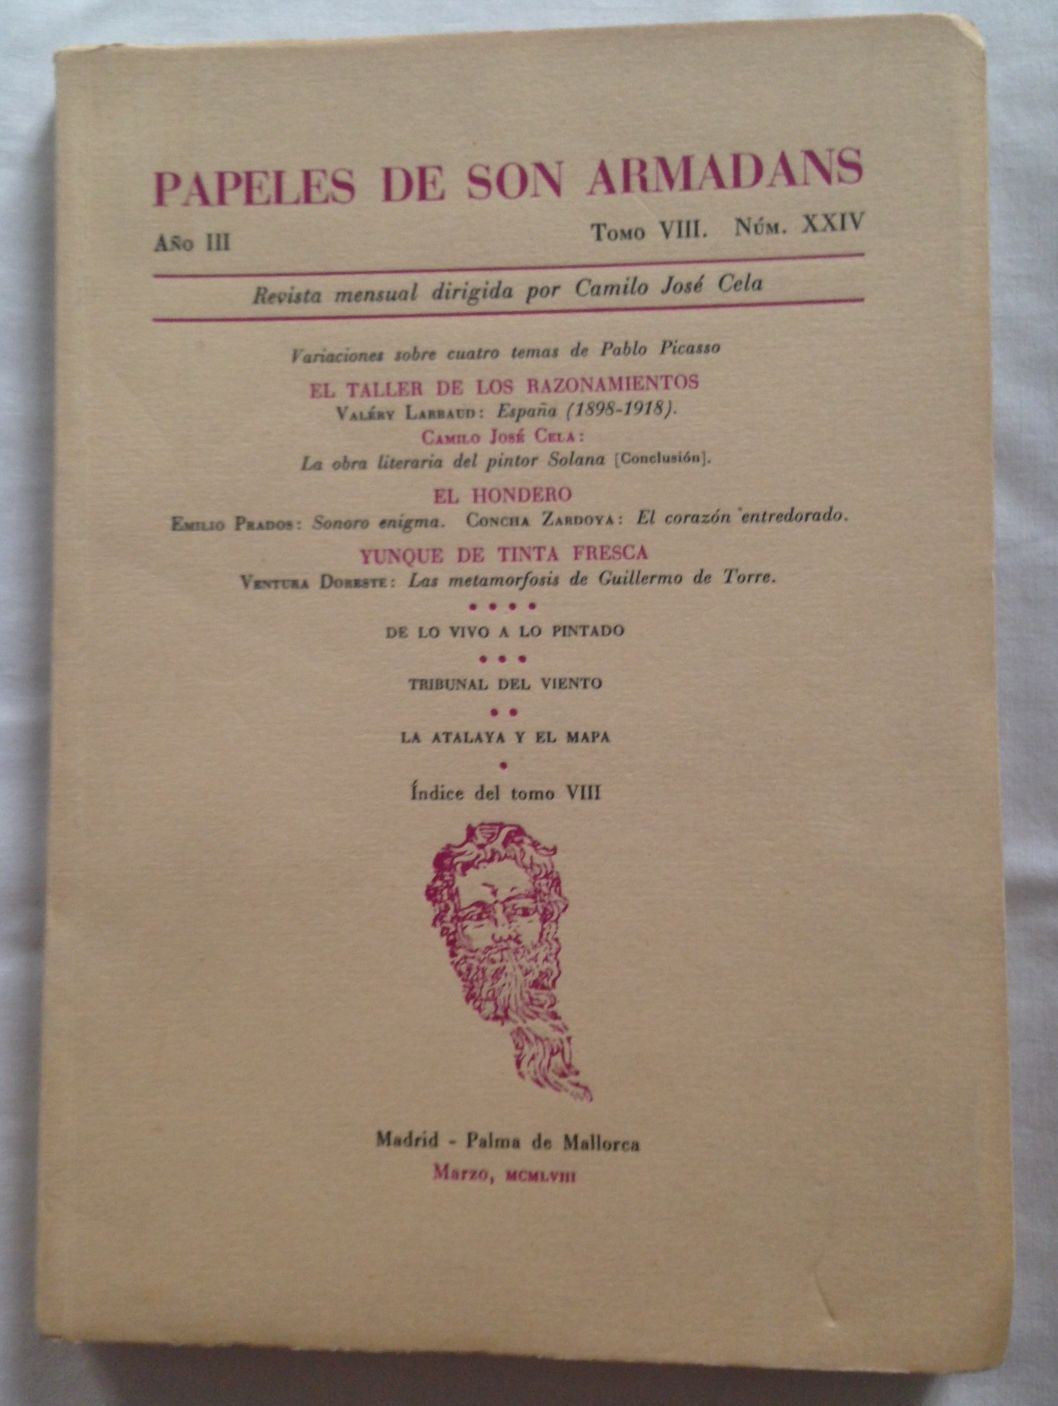 PAPELES DE SON ARMADANS
Año III Tomo VIII. Núm. XXIV
Revista mensual dirigida por Camilo José Cela
Variaciones sobre cuatro temas de Pablo Picasso
EL TALLER DE LOS RAZONAMIENTOS
Valéry Larbaud: España (1898-1918).
Camilo José Cela:
La obra literaria del pintor Solana [Conclusión].
EL HONDERO
Emilio Prados: Sonoro enigma. Concha Zardoya: El corazón entredorado.
YUNQUE DE TINTA FRESCA
Ventura Doreste: Las metamorfosis de Guillermo de Torre.
DE LO VIVO A LO PINTADO
TRIBUNAL DEL VIENTO
LA ATALAYA Y EL MAPA
Índice del tomo VIII
Madrid - Palma de Mallorca
Marzo, MCMLVIII